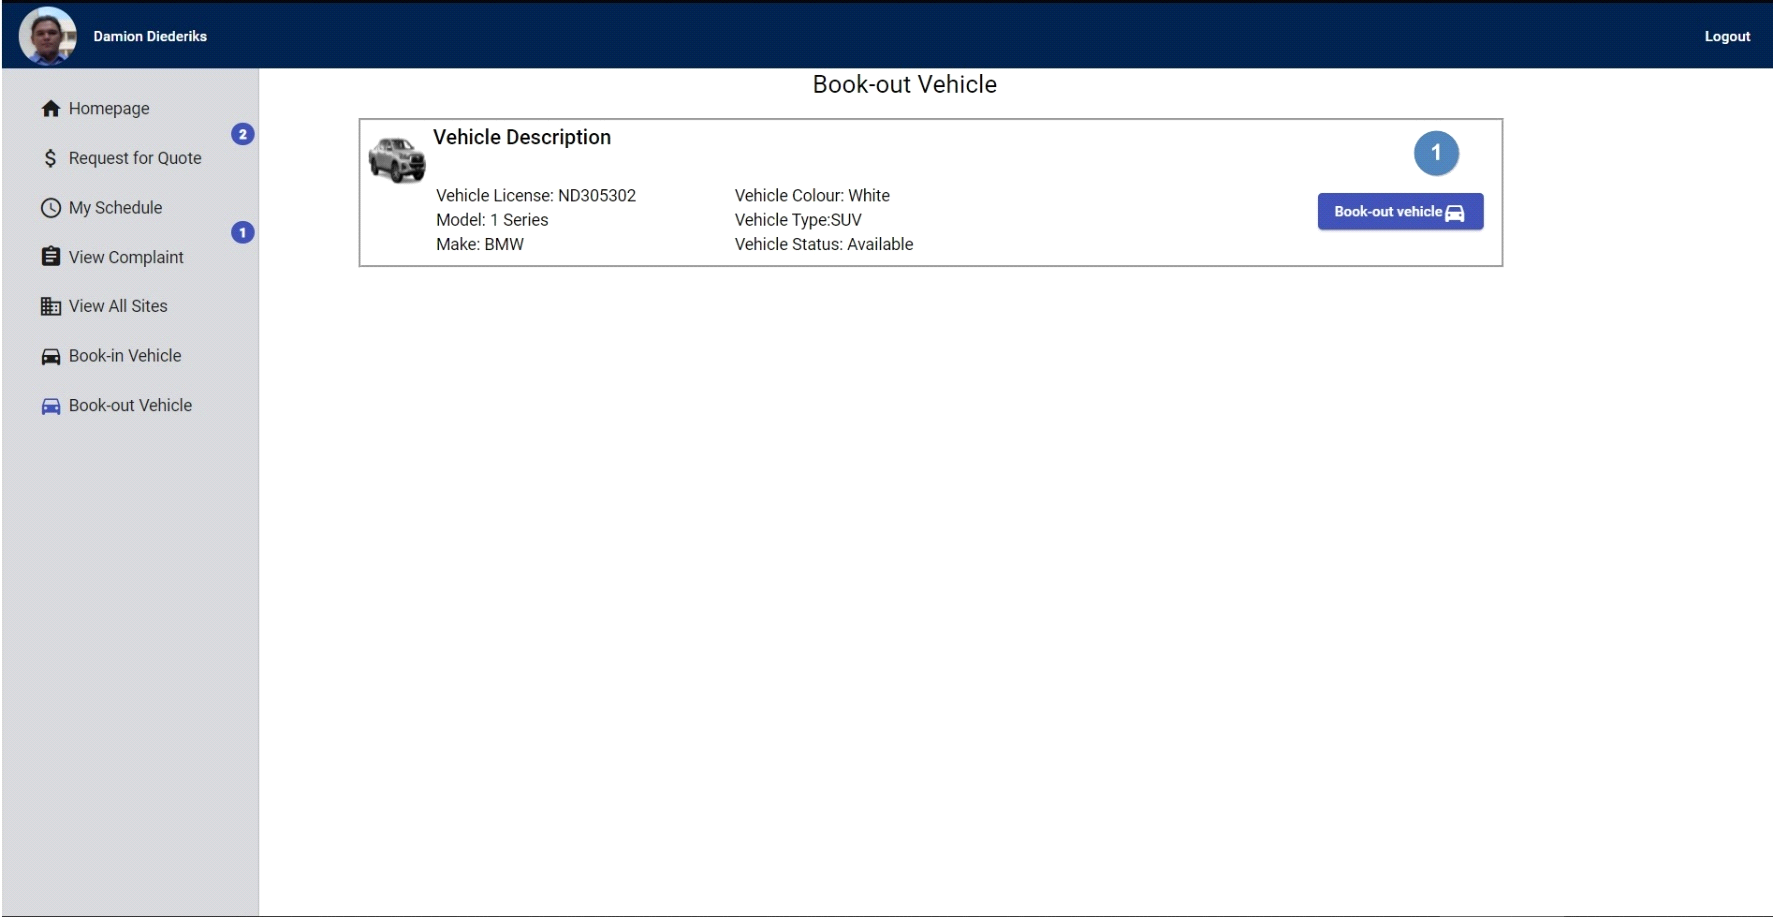 Damion Diederiks
Logout
Book-out Vehicle
Homepage
2
Request for Quote
My Schedule
1
View Complaint
View All Sites
Book-in Vehicle
Book-out Vehicle
Vehicle Description
1
Vehicle License: ND305302
Vehicle Colour: White
Model: 1 Series
Vehicle Type:SUV
Make: BMW
Vehicle Status: Available
Book-out vehicle